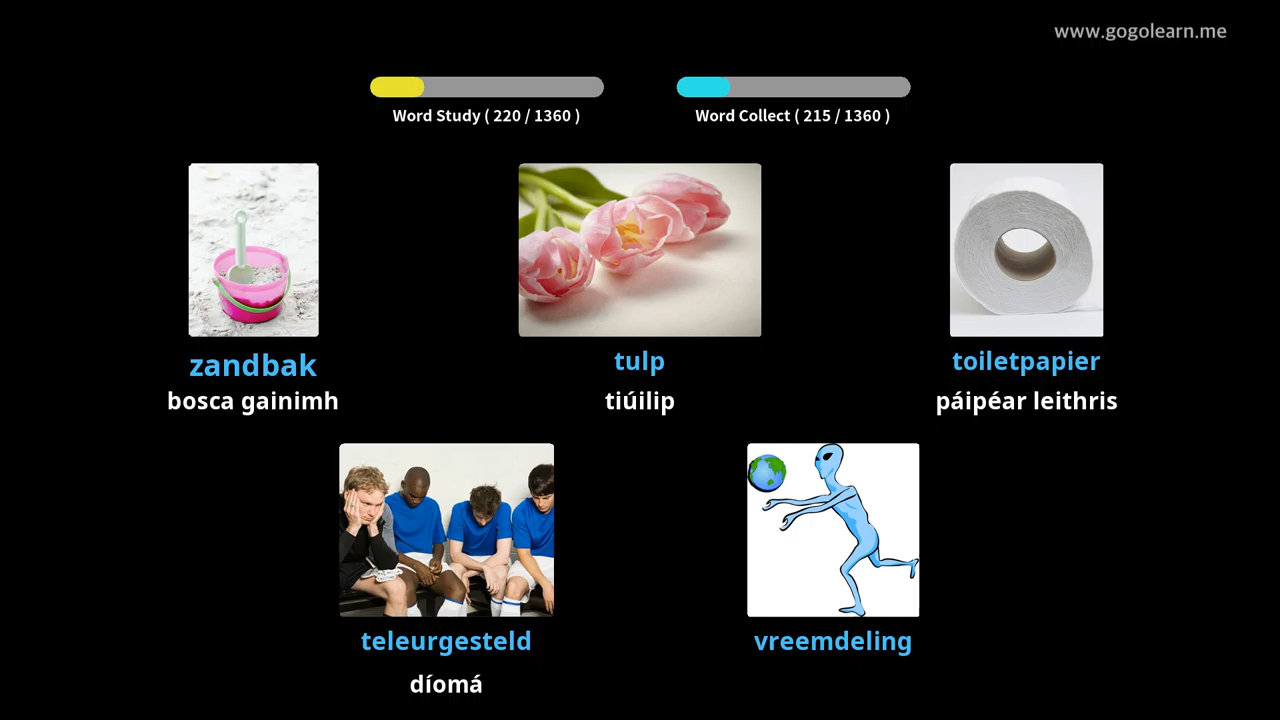 www.gogolearn.me
Word Study ( 220 / 1360 )
Word Collect ( 215 / 1360 )
zandbak
bosca gainimh
tulp
tiúilip
toiletpapier
páipéar leithris
teleurgesteld
díomá
vreemdeling